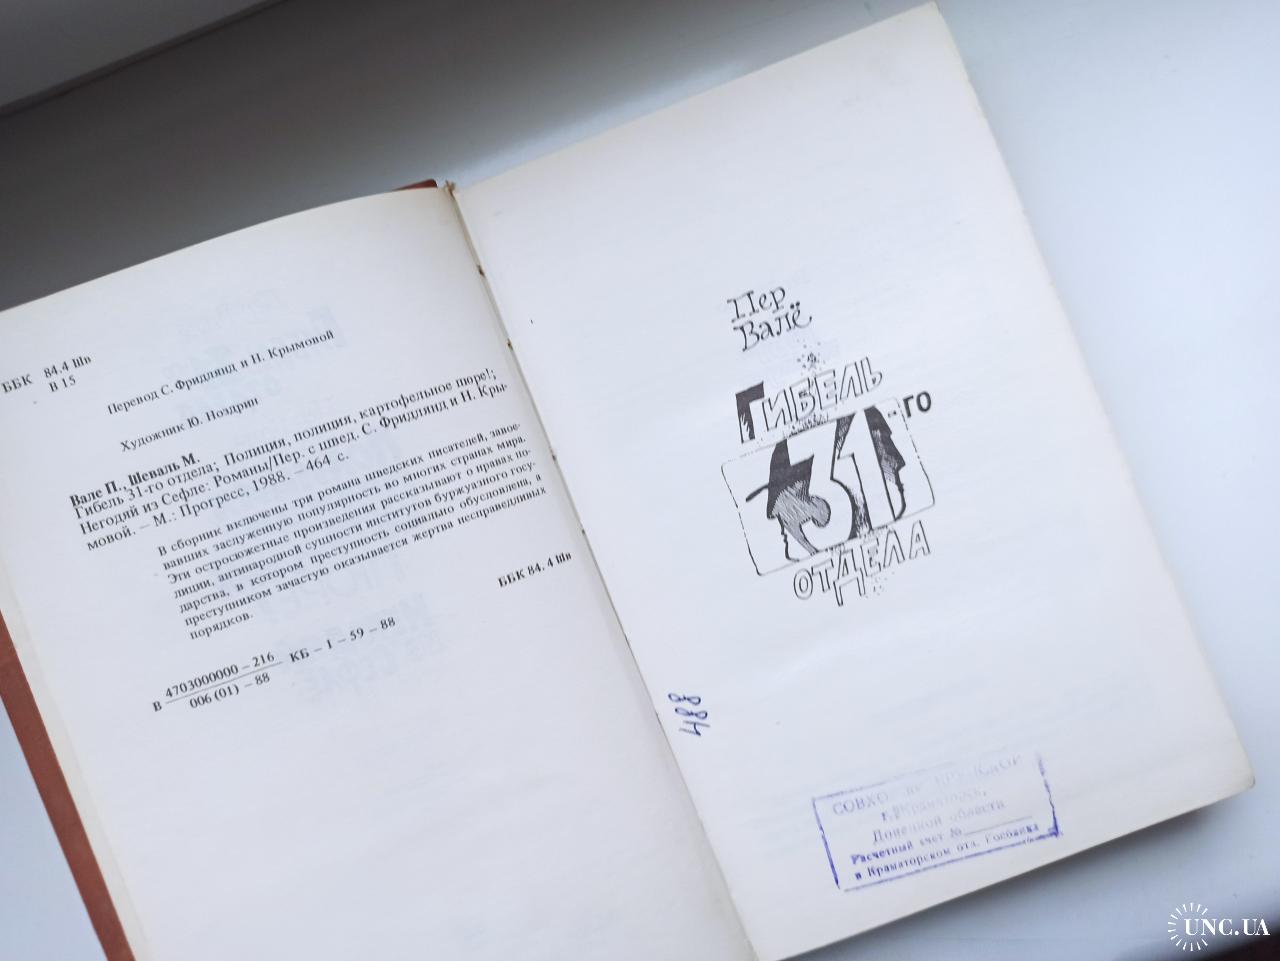 ББК 84.4 Шв
В 15
Перевод С. Фридлянд и Н. Крымовой
Художник Ю. Ноздрин
Вале П., Шеваль М.
Гибель 31-го отдела; Полиция, полиция, картофельное пюре!;
Негодяй из Сефле: Романы/Пер. с швед. С. Фридлянд и Н. Кры-
мовой. – М.: Прогресс, 1988. – 464 с.
В сборник включены три романа шведских писателей, завое-
вавших заслуженную популярность во многих странах мира.
Эти остросюжетные произведения рассказывают о нравах по-
лиции, антинародной сущности институтов буржуазного госу-
дарства, в котором преступность социально обусловлена, а
преступником зачастую оказывается жертва несправедливых
порядков.
В 4703000000 – 216 КБ – 1 – 59 – 88
006 (01) – 88
ББК 84. 4 Шв
Пер
Валё
Гибель
31-го
отдела
884
СОВХО
г. Краматорск,
Донецкой области
Расчетный счет №
в Краматорском отд. Госбанка
UNC.UA